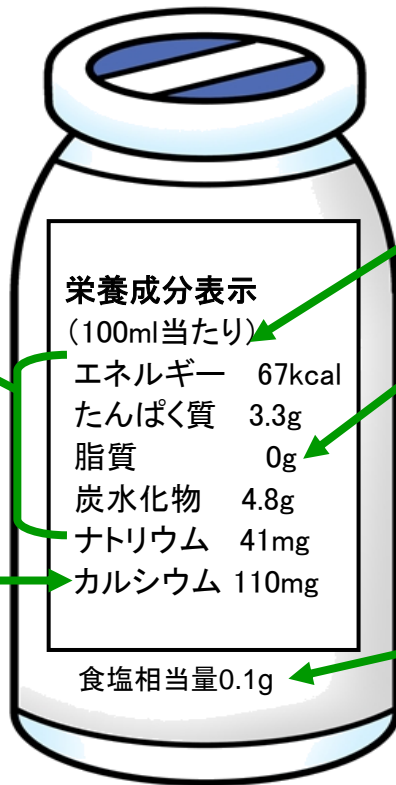 栄養成分表示
（100ml当たり）
エネルギー 67kcal
たんぱく質 3.3g
脂質 0g
炭水化物 4.8g
ナトリウム 41mg
カルシウム 110mg
食塩相当量0.1g